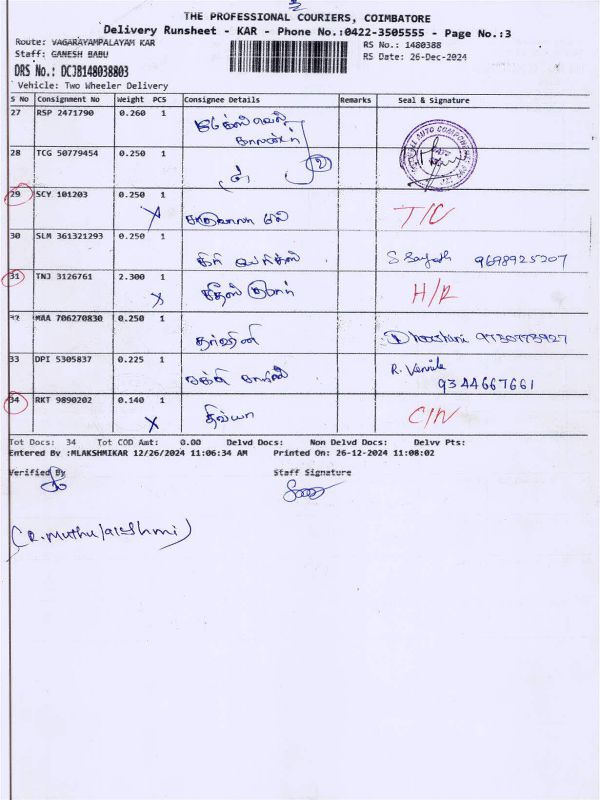 THE PROFESSIONAL COURIERS, COIMBATORE
Delivery Runsheet - KAR - Phone No.:0422-3505555 - Page No.:3
Route: VAGARAYAMPALAYAM KAR
RS No.: 1480388
Staff: GANESH BABU
RS Date: 26-Dec-2024
DRS No.: DCJB148038803
Vehicle: Two Wheeler Delivery
S No Consignment No Weight PCS Consignee Details Remarks Seal & Signature
27 RSP 2471790 0.260 1
28 TCG 50779454 0.250 1 2
29 SCY 101203 0.250 1 X T/C
30 SLM 361321293 0.250 1 9698925207
31 TNJ 3126761 2.300 1 X H/R
32 MAA 706270830 0.250 1 தர்ஷினி Dhaarshini 9730773927
33 DPI 5305837 0.225 1 R. Vennila
9344667661
34 RKT 9890202 0.140 1 X திவ்யா C/N
Tot Docs: 34 Tot COD Amt: 0.00 Delvd Docs: Non Delvd Docs: Delvy Pts:
Entered By :MLAKSHMIKAR 12/26/2024 11:06:34 AM Printed On: 26-12-2024 11:08:02
Verified By Staff Signature
(R. Muthulakshmi)